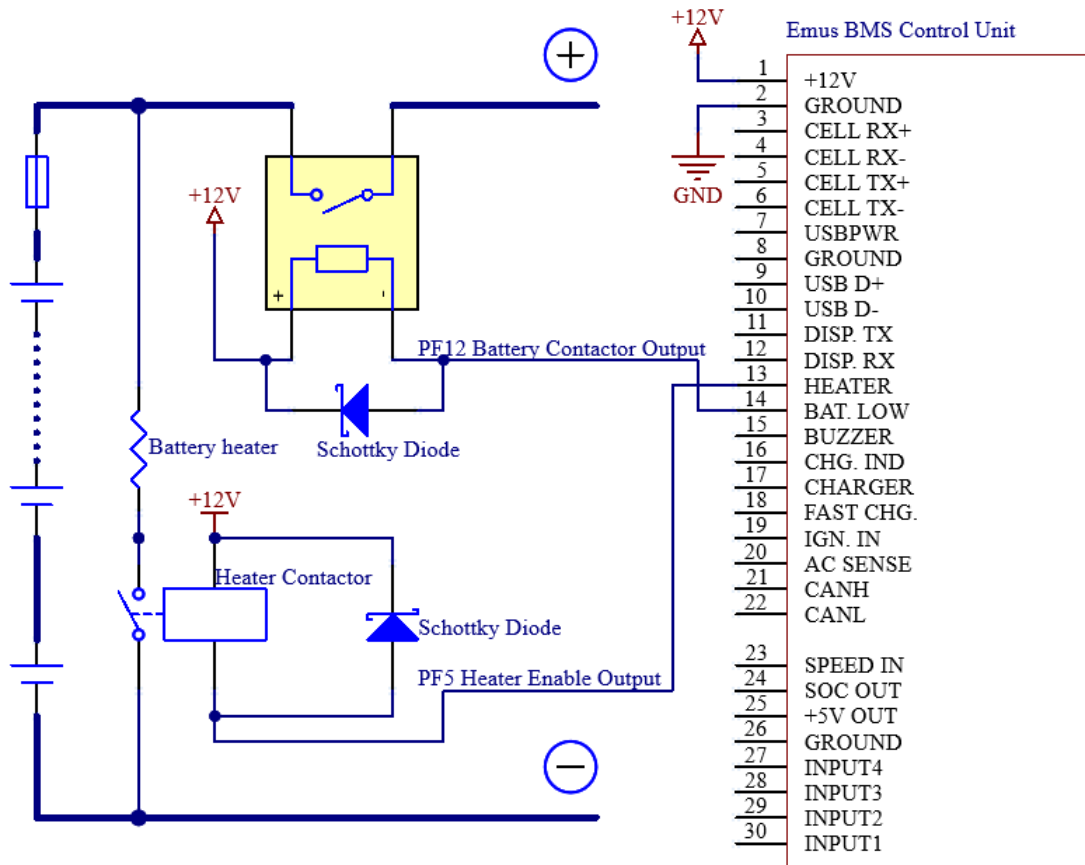 +12V
Emus BMS Control Unit
1 +12V
2 GROUND
3 CELL RX+
4 CELL RX-
GND
5 CELL TX+
6 CELL TX-
7 USBPWR
8 GROUND
9 USB D+
10 USB D-
11 DISP. TX
12 DISP. RX
13 HEATER
14 BAT. LOW
15 BUZZER
16 CHG. IND
17 CHARGER
18 FAST CHG.
19 IGN. IN
20 AC SENSE
21 CANH
22 CANL
23 SPEED IN
24 SOC OUT
25 +5V OUT
26 GROUND
27 INPUT4
28 INPUT3
29 INPUT2
30 INPUT1
+
+12V
+ -
PF12 Battery Contactor Output
Schottky Diode
Battery heater
+12V
Heater Contactor
Schottky Diode
PF5 Heater Enable Output
−